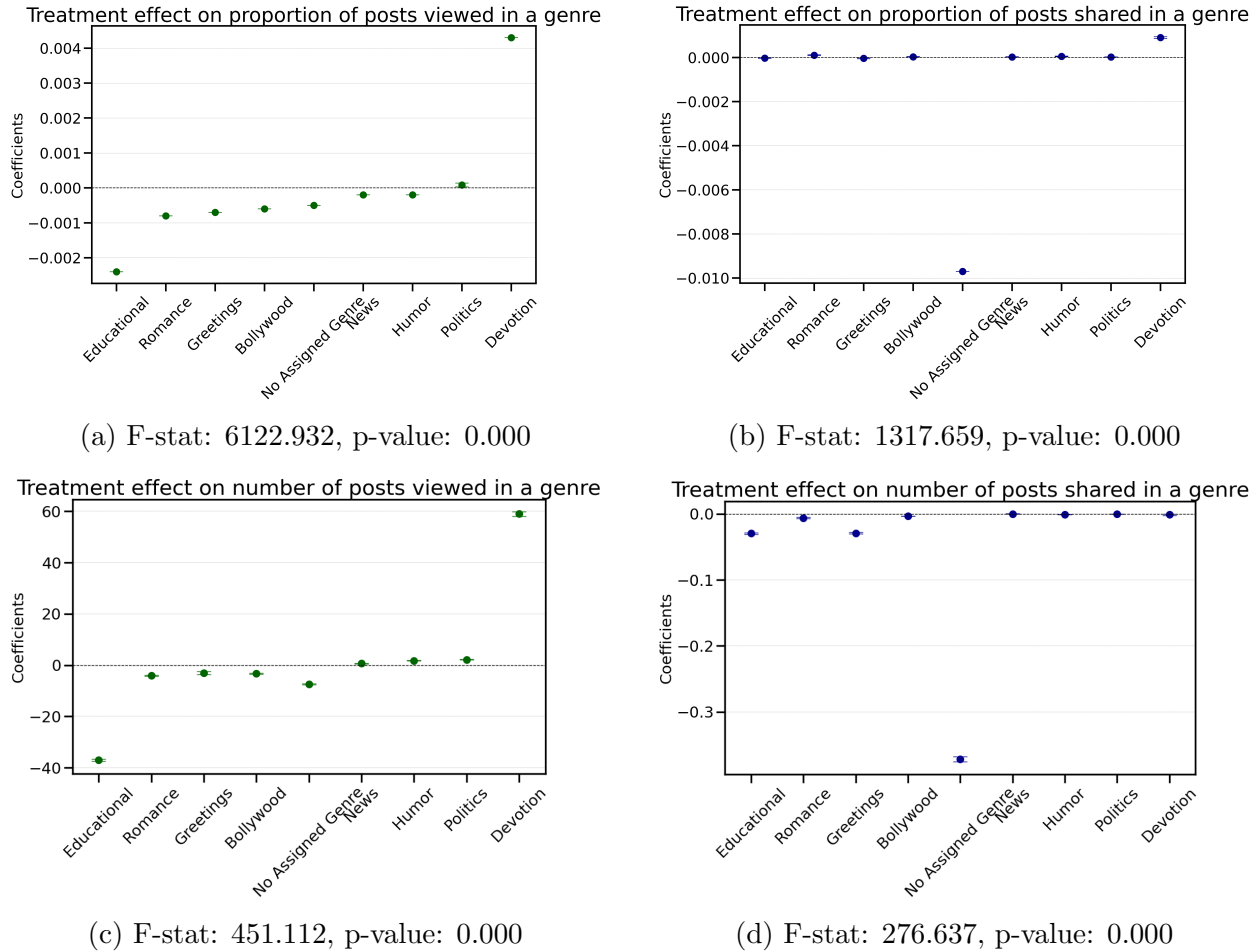 Treatment effect on proportion of posts viewed in a genre
Coefficients
0.004
0.003
0.002
0.001
0.000
−0.001
−0.002
Educational
Romance
Greetings
Bollywood
No Assigned Genre
News
Humor
Politics
Devotion
(a) F-stat: 6122.932, p-value: 0.000
Treatment effect on proportion of posts shared in a genre
Coefficients
0.000
−0.002
−0.004
−0.006
−0.008
−0.010
Educational
Romance
Greetings
Bollywood
No Assigned Genre
News
Humor
Politics
Devotion
(b) F-stat: 1317.659, p-value: 0.000
Treatment effect on number of posts viewed in a genre
Coefficients
60
40
20
0
−20
−40
Educational
Romance
Greetings
Bollywood
No Assigned Genre
News
Humor
Politics
Devotion
(c) F-stat: 451.112, p-value: 0.000
Treatment effect on number of posts shared in a genre
Coefficients
0.0
−0.1
−0.2
−0.3
Educational
Romance
Greetings
Bollywood
No Assigned Genre
News
Humor
Politics
Devotion
(d) F-stat: 276.637, p-value: 0.000